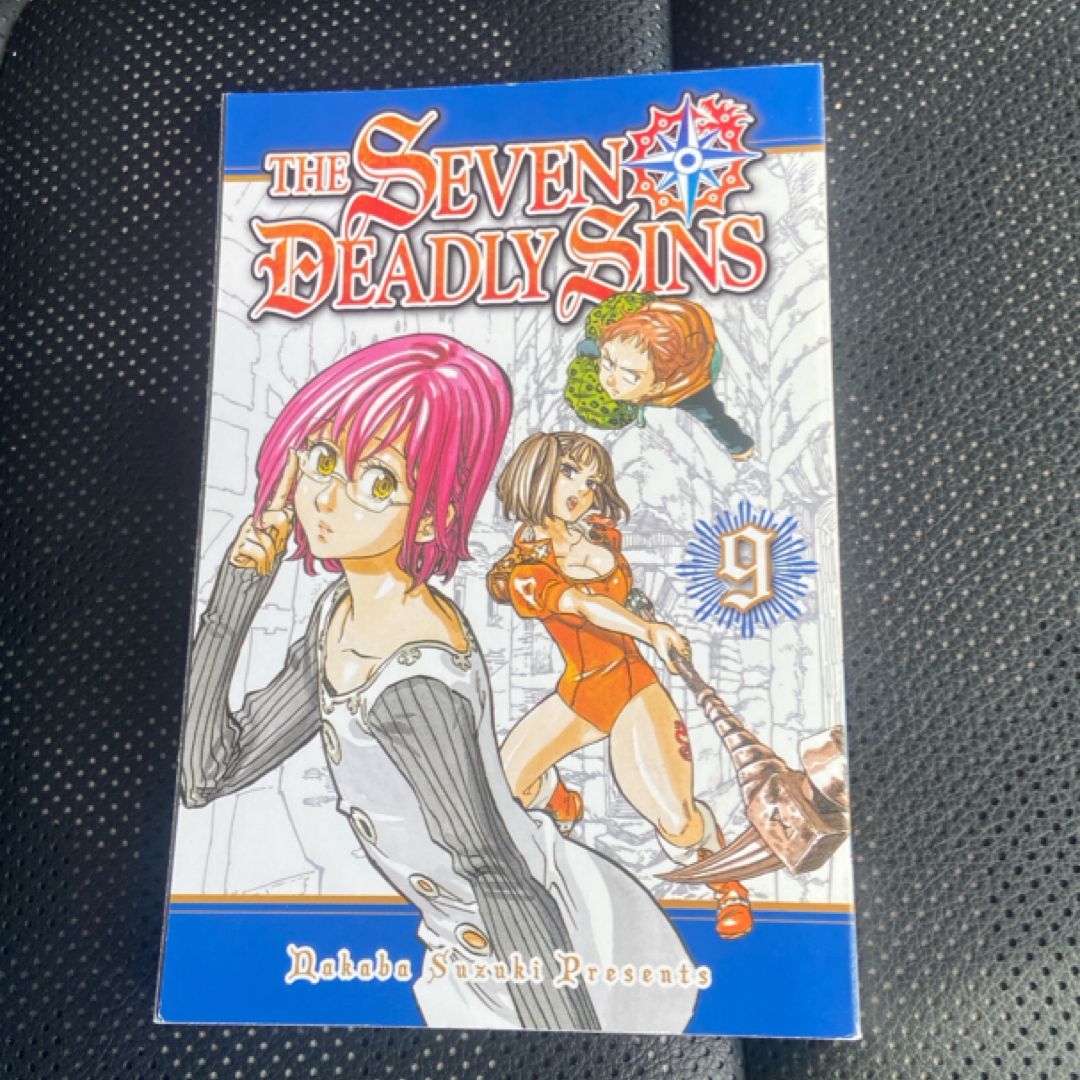 THE SEVEN
DEADLY SINS
9
Nakaba Suzuki Presents